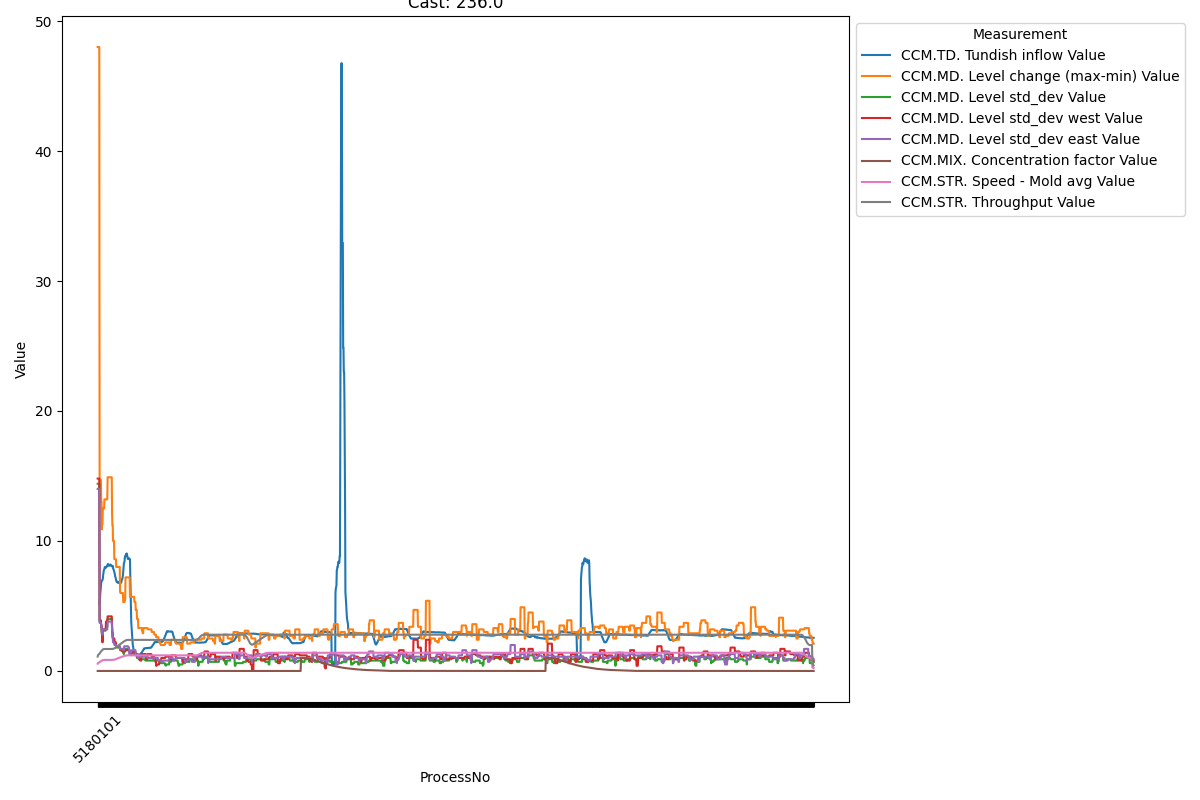 Cast: 236.0
50
40
30
20
10
0
Value
5180101
ProcessNo
Measurement
CCM.TD. Tundish inflow Value
CCM.MD. Level change (max-min) Value
CCM.MD. Level std_dev Value
CCM.MD. Level std_dev west Value
CCM.MD. Level std_dev east Value
CCM.MIX. Concentration factor Value
CCM.STR. Speed - Mold avg Value
CCM.STR. Throughput Value